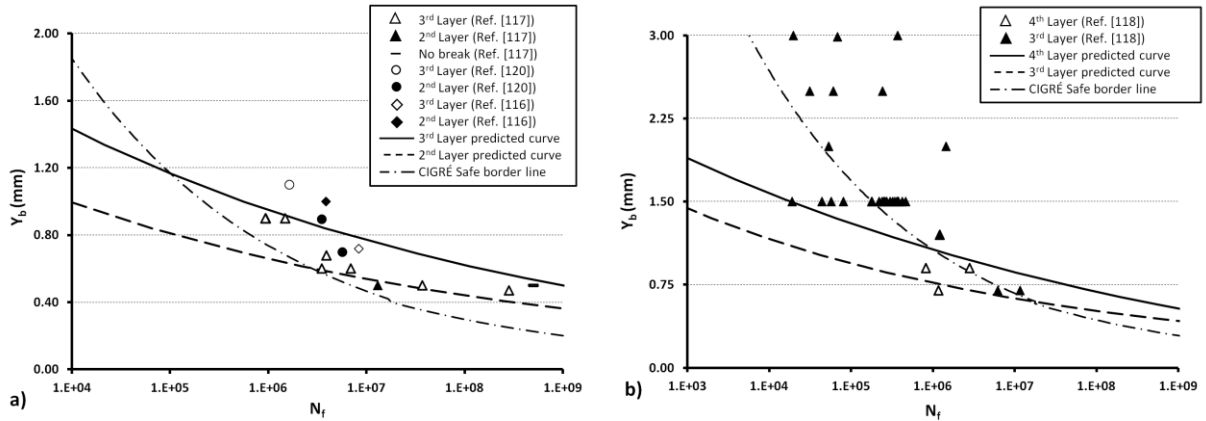 2.00
1.60
1.20
0.80
0.40
0.00
Y_b (mm)
1.E+04 1.E+05 1.E+06 1.E+07 1.E+08 1.E+09
N_f
a)
3rd Layer (Ref. [117])
2nd Layer (Ref. [117])
No break (Ref. [117])
3rd Layer (Ref. [120])
2nd Layer (Ref. [120])
3rd Layer (Ref. [116])
2nd Layer (Ref. [116])
3rd Layer predicted curve
2nd Layer predicted curve
CIGRÉ Safe border line
3.00
2.25
1.50
0.75
0.00
Y_b (mm)
1.E+03 1.E+04 1.E+05 1.E+06 1.E+07 1.E+08 1.E+09
N_f
b)
4th Layer (Ref. [118])
3rd Layer (Ref. [118])
4th Layer predicted curve
3rd Layer predicted curve
CIGRÉ Safe border line